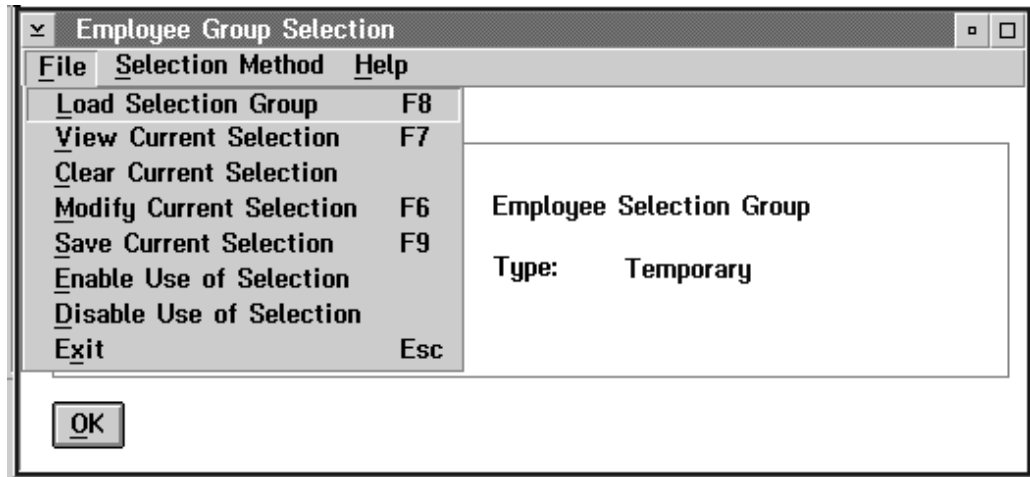 Employee Group Selection
File Selection Method Help
Load Selection Group F8
View Current Selection F7
Clear Current Selection
Modify Current Selection F6
Save Current Selection F9
Enable Use of Selection
Disable Use of Selection
Exit Esc
Employee Selection Group
Type: Temporary
OK